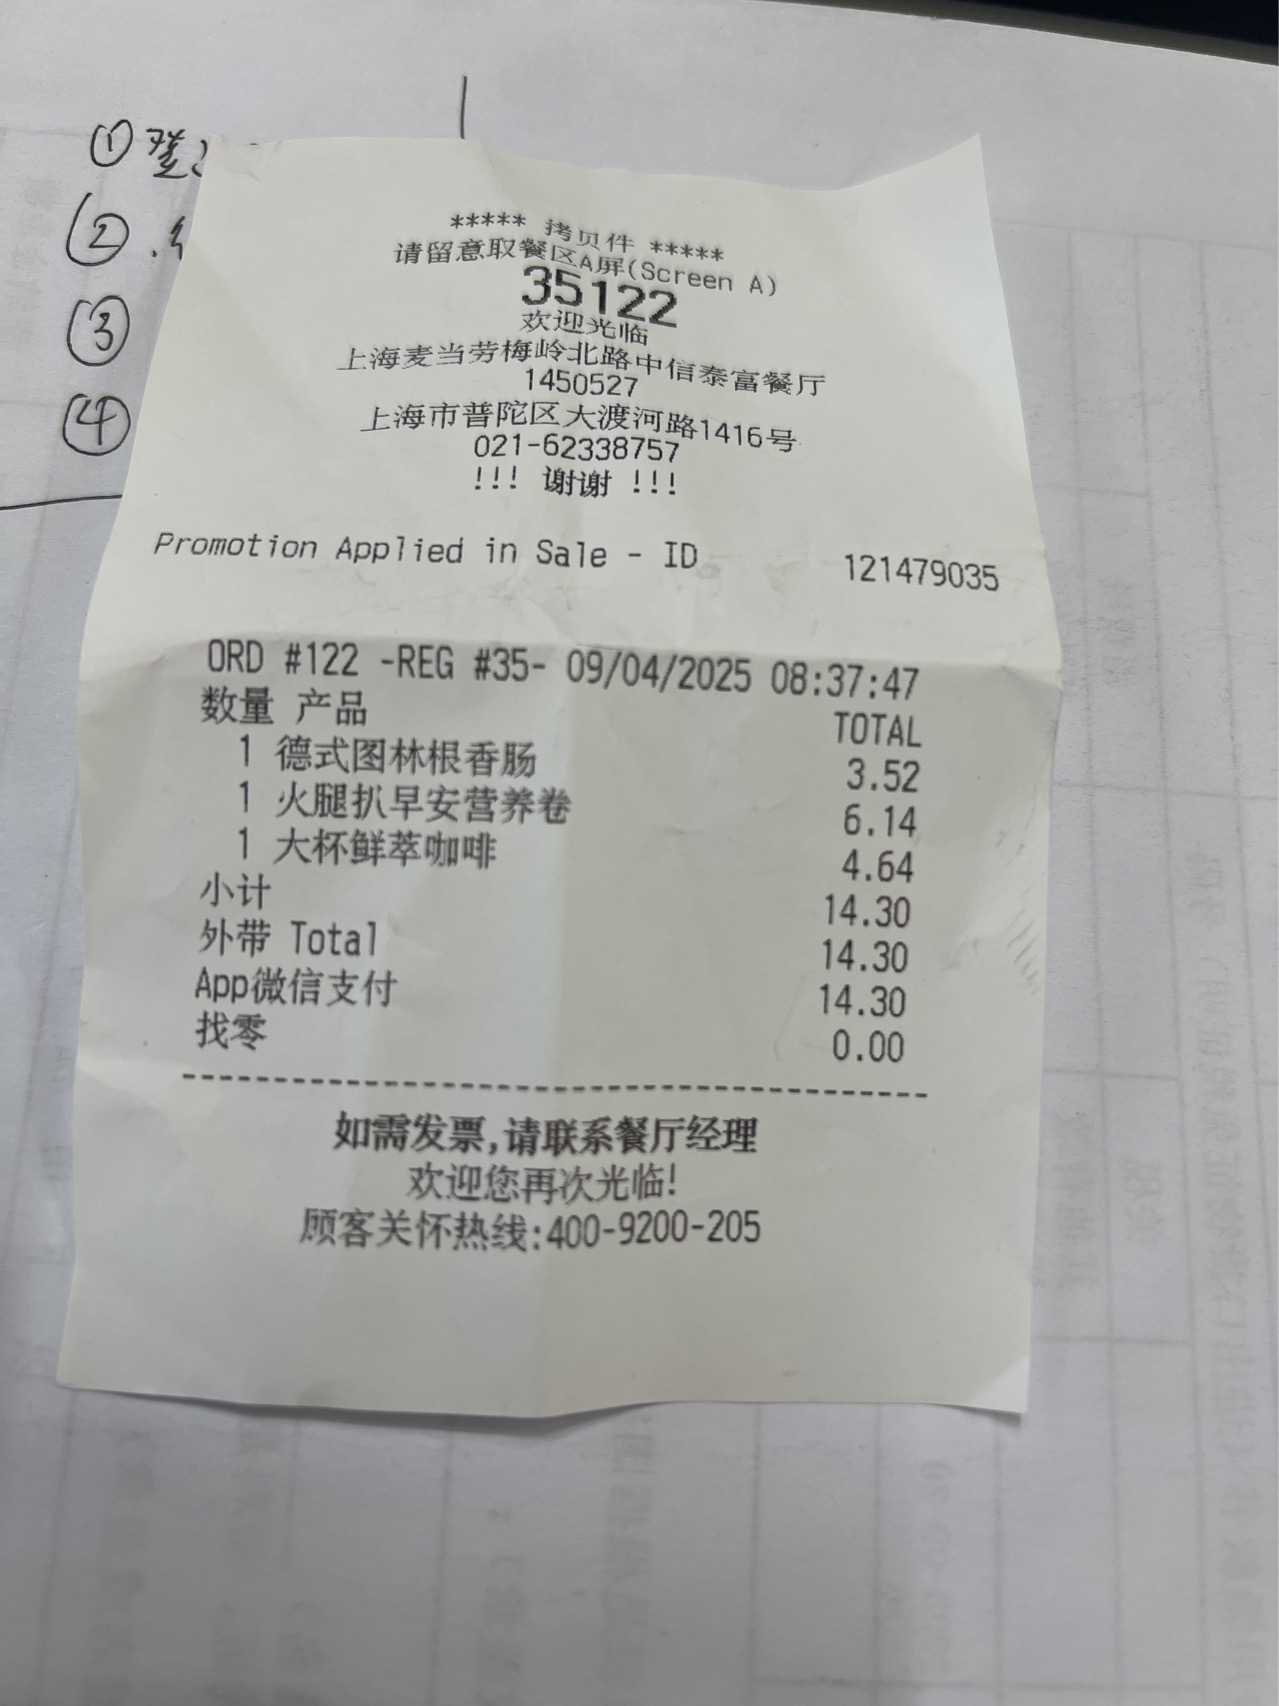 ①
②
③
④
***** 拷贝件 *****
请留意取餐区A屏(Screen A)
35122
欢迎光临
上海麦当劳梅岭北路中信泰富餐厅
1450527
上海市普陀区大渡河路1416号
021-62338757
!!! 谢谢 !!!
Promotion Applied in Sale - ID 121479035
ORD #122 -REG #35- 09/04/2025 08:37:47
数量 产品 TOTAL
1 德式图林根香肠 3.52
1 火腿扒早安营养卷 6.14
1 大杯鲜萃咖啡 4.64
小计 14.30
外带 Total 14.30
App微信支付 14.30
找零 0.00
如需发票,请联系餐厅经理
欢迎您再次光临!
顾客关怀热线:400-9200-205